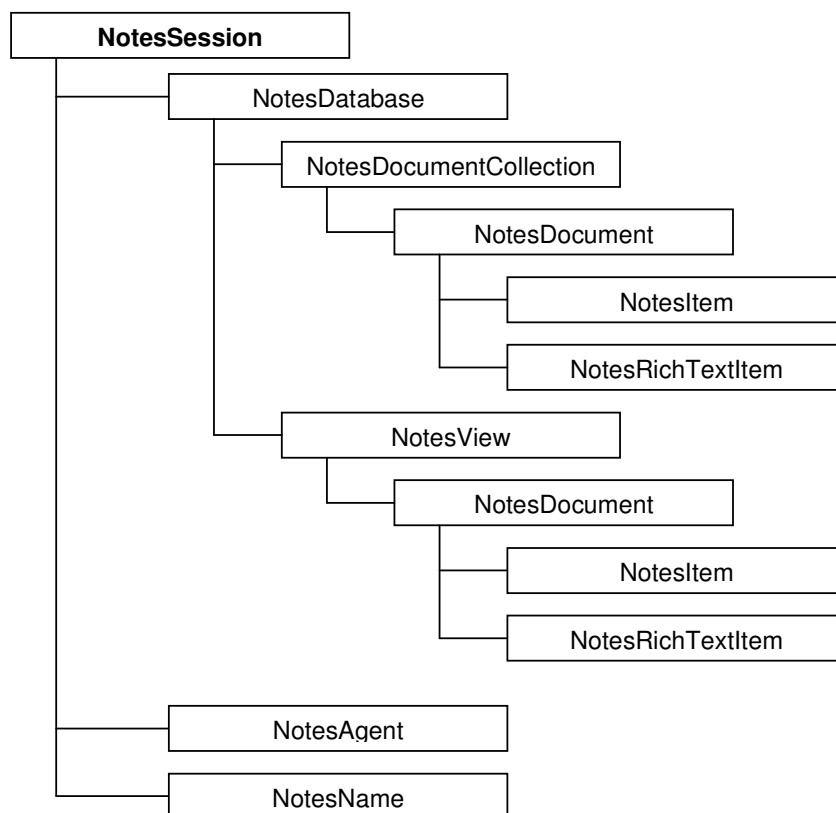 NotesSession
NotesDatabase
NotesDocumentCollection
NotesDocument
NotesItem
NotesRichTextItem
NotesView
NotesDocument
NotesItem
NotesRichTextItem
NotesAgent
NotesName